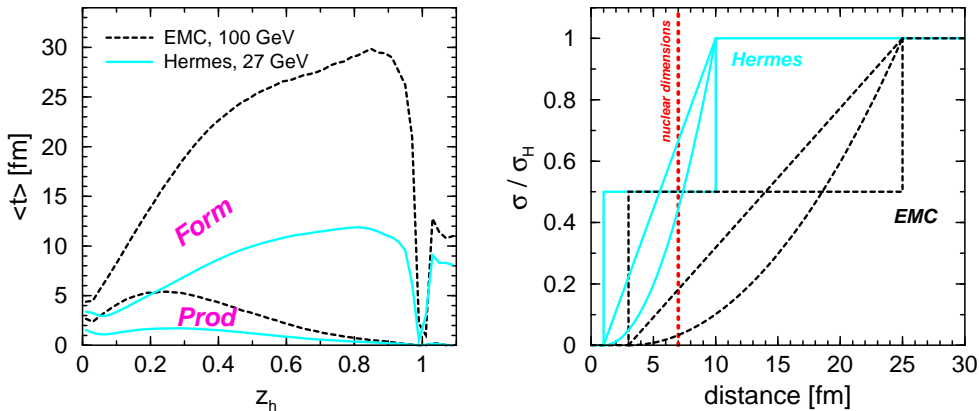 EMC, 100 GeV
Hermes, 27 GeV
30
25
20
15
10
5
0
<t> [fm]
Form
Prod
0 0.2 0.4 0.6 0.8 1
z_h
1
0.8
0.6
0.4
0.2
0
σ / σ_H
nuclear dimensions
Hermes
EMC
0 5 10 15 20 25 30
distance [fm]